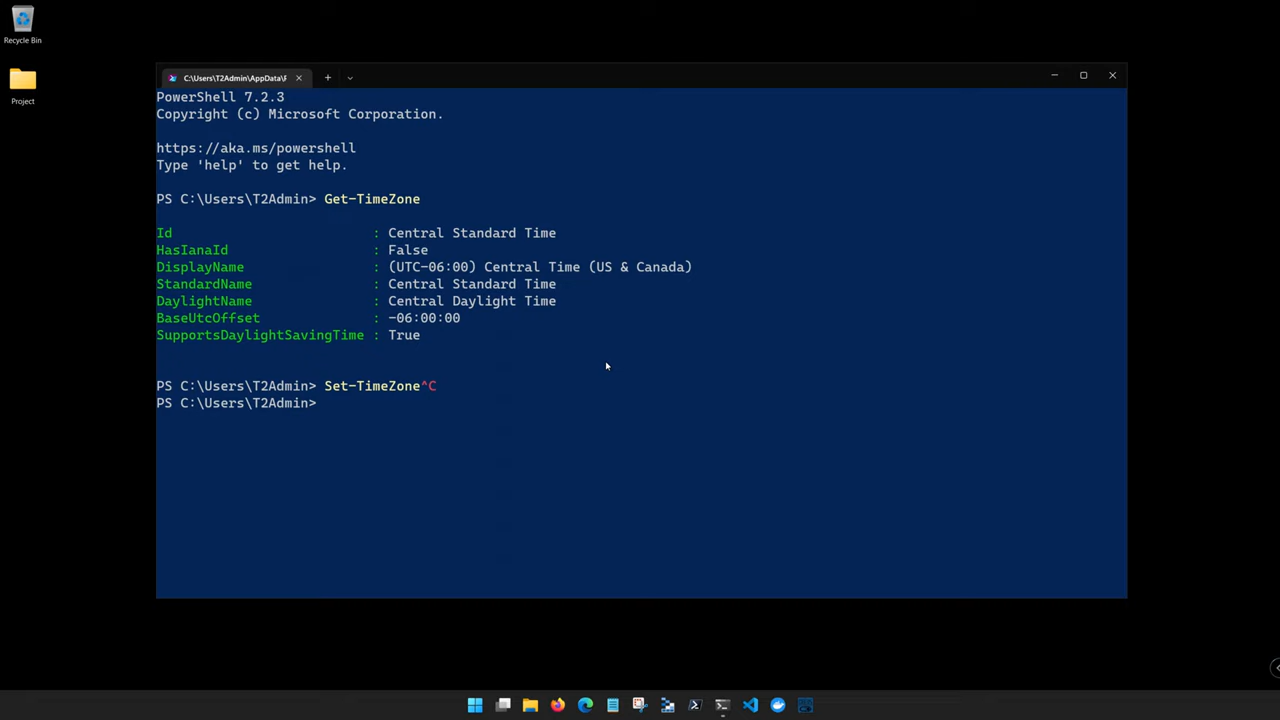 Recycle Bin
Project
C:\Users\T2Admin\AppData\F
PowerShell 7.2.3
Copyright (c) Microsoft Corporation.
https://aka.ms/powershell
Type 'help' to get help.
PS C:\Users\T2Admin> Get-TimeZone
Id : Central Standard Time
HasIanaId : False
DisplayName : (UTC-06:00) Central Time (US & Canada)
StandardName : Central Standard Time
DaylightName : Central Daylight Time
BaseUtcOffset : -06:00:00
SupportsDaylightSavingTime : True
PS C:\Users\T2Admin> Set-TimeZone^C
PS C:\Users\T2Admin>